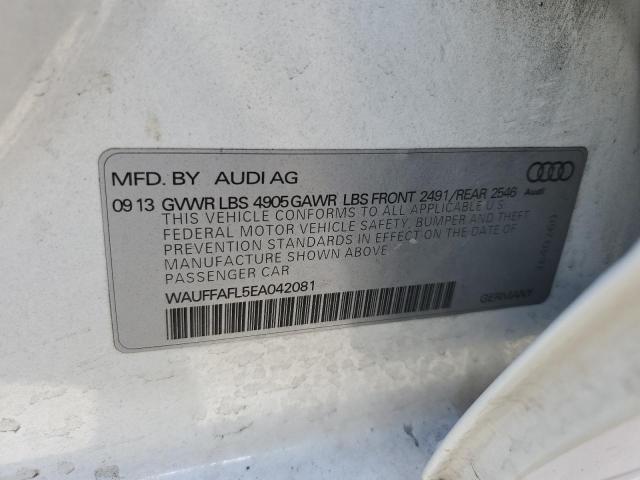 MFD. BY AUDI AG
09 13 GVWR LBS 4905 GAWR LBS FRONT 2491/REAR 2546
THIS VEHICLE CONFORMS TO ALL APPLICABLE U S
FEDERAL MOTOR VEHICLE SAFETY, BUMPER AND THEFT
PREVENTION STANDARDS IN EFFECT ON THE DATE OF
MANUFACTURE SHOWN ABOVE
PASSENGER CAR
WAUFFAFL5EA042081
GERMANY
Audi